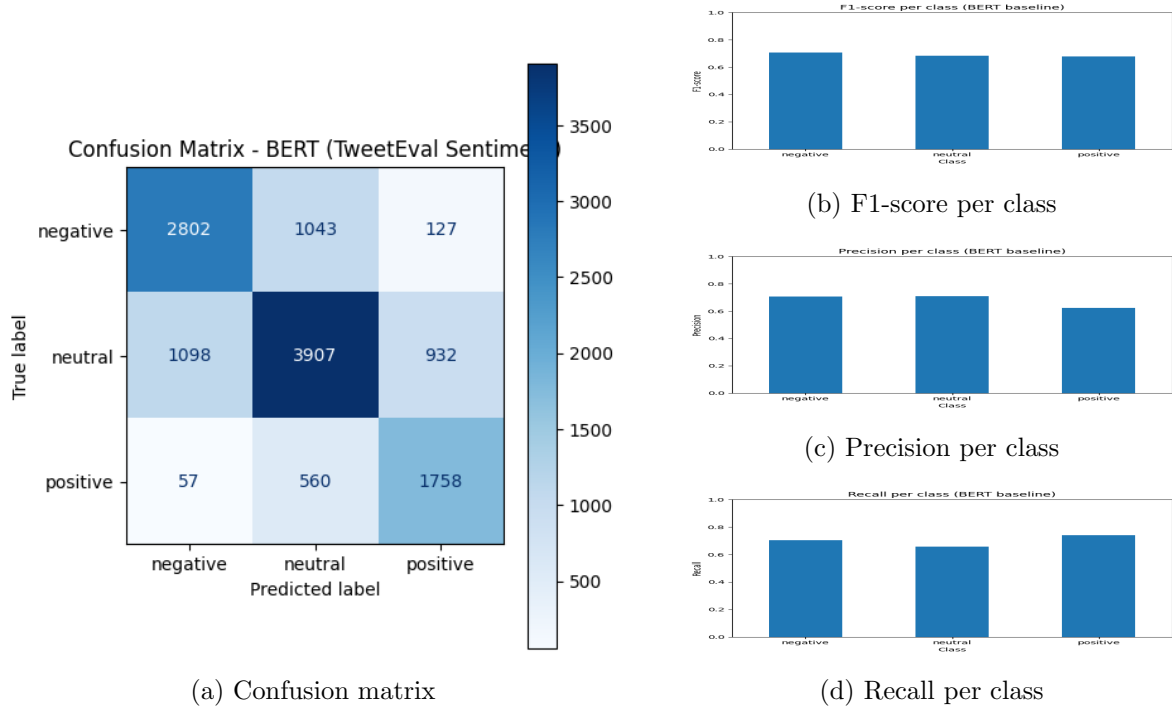 Confusion Matrix - BERT (TweetEval Sentime
3500
3000
2500
2000
1500
1000
500
True label
negative
neutral
positive
2802 1043 127
1098 3907 932
57 560 1758
negative neutral positive
Predicted label
(a) Confusion matrix
F1-score per class (BERT baseline)
F1-score
1.0
0.8
0.6
0.4
0.2
0.0
negative neutral positive
Class
(b) F1-score per class
Precision per class (BERT baseline)
Precision
1.0
0.8
0.6
0.4
0.2
0.0
negative neutral positive
Class
(c) Precision per class
Recall per class (BERT baseline)
Recall
1.0
0.8
0.6
0.4
0.2
0.0
negative neutral positive
Class
(d) Recall per class